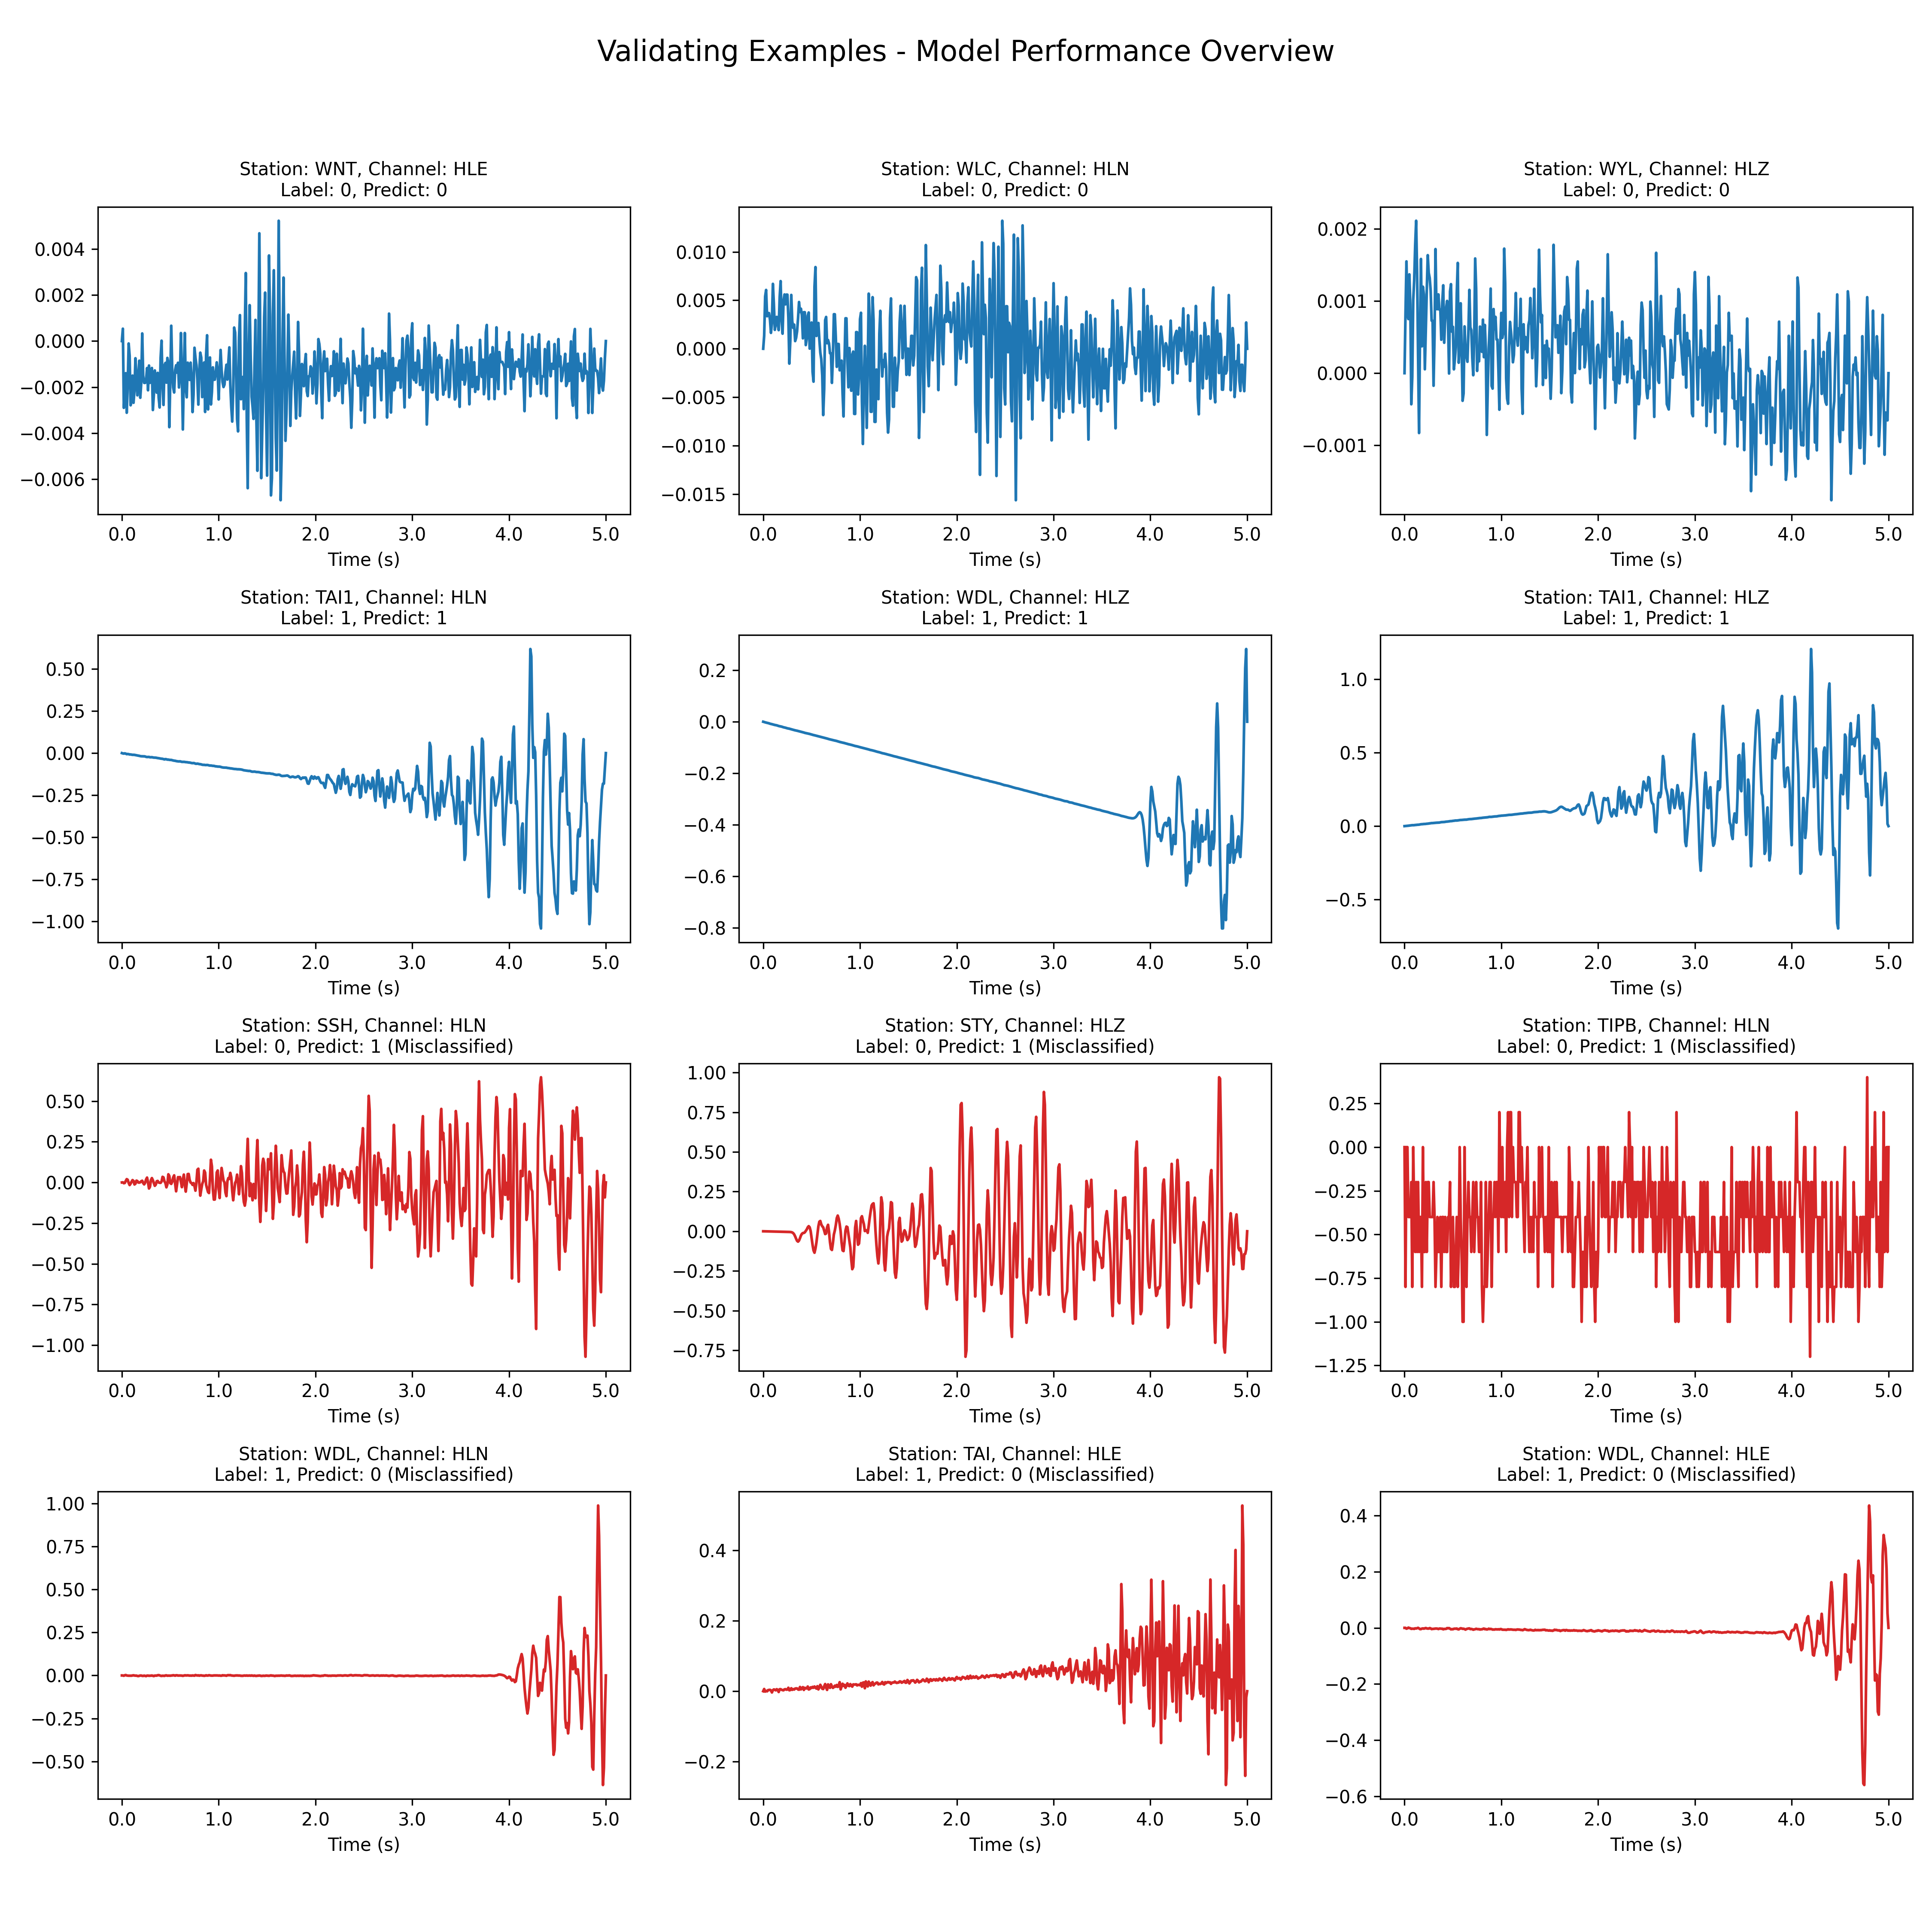 Validating Examples - Model Performance Overview
Station: WNT, Channel: HLE
Label: 0, Predict: 0
0.004
0.002
0.000
−0.002
−0.004
−0.006
0.0 1.0 2.0 3.0 4.0 5.0
Time (s)
Station: WLC, Channel: HLN
Label: 0, Predict: 0
0.010
0.005
0.000
−0.005
−0.010
−0.015
0.0 1.0 2.0 3.0 4.0 5.0
Time (s)
Station: WYL, Channel: HLZ
Label: 0, Predict: 0
0.002
0.001
0.000
−0.001
0.0 1.0 2.0 3.0 4.0 5.0
Time (s)
Station: TAI1, Channel: HLN
Label: 1, Predict: 1
0.50
0.25
0.00
−0.25
−0.50
−0.75
−1.00
0.0 1.0 2.0 3.0 4.0 5.0
Time (s)
Station: WDL, Channel: HLZ
Label: 1, Predict: 1
0.2
0.0
−0.2
−0.4
−0.6
−0.8
0.0 1.0 2.0 3.0 4.0 5.0
Time (s)
Station: TAI1, Channel: HLZ
Label: 1, Predict: 1
1.0
0.5
0.0
−0.5
0.0 1.0 2.0 3.0 4.0 5.0
Time (s)
Station: SSH, Channel: HLN
Label: 0, Predict: 1 (Misclassified)
0.50
0.25
0.00
−0.25
−0.50
−0.75
−1.00
0.0 1.0 2.0 3.0 4.0 5.0
Time (s)
Station: STY, Channel: HLZ
Label: 0, Predict: 1 (Misclassified)
1.00
0.75
0.50
0.25
0.00
−0.25
−0.50
−0.75
0.0 1.0 2.0 3.0 4.0 5.0
Time (s)
Station: TIPB, Channel: HLN
Label: 0, Predict: 1 (Misclassified)
0.25
0.00
−0.25
−0.50
−0.75
−1.00
−1.25
0.0 1.0 2.0 3.0 4.0 5.0
Time (s)
Station: WDL, Channel: HLN
Label: 1, Predict: 0 (Misclassified)
1.00
0.75
0.50
0.25
0.00
−0.25
−0.50
0.0 1.0 2.0 3.0 4.0 5.0
Time (s)
Station: TAI, Channel: HLE
Label: 1, Predict: 0 (Misclassified)
0.4
0.2
0.0
−0.2
0.0 1.0 2.0 3.0 4.0 5.0
Time (s)
Station: WDL, Channel: HLE
Label: 1, Predict: 0 (Misclassified)
0.4
0.2
0.0
−0.2
−0.4
−0.6
0.0 1.0 2.0 3.0 4.0 5.0
Time (s)